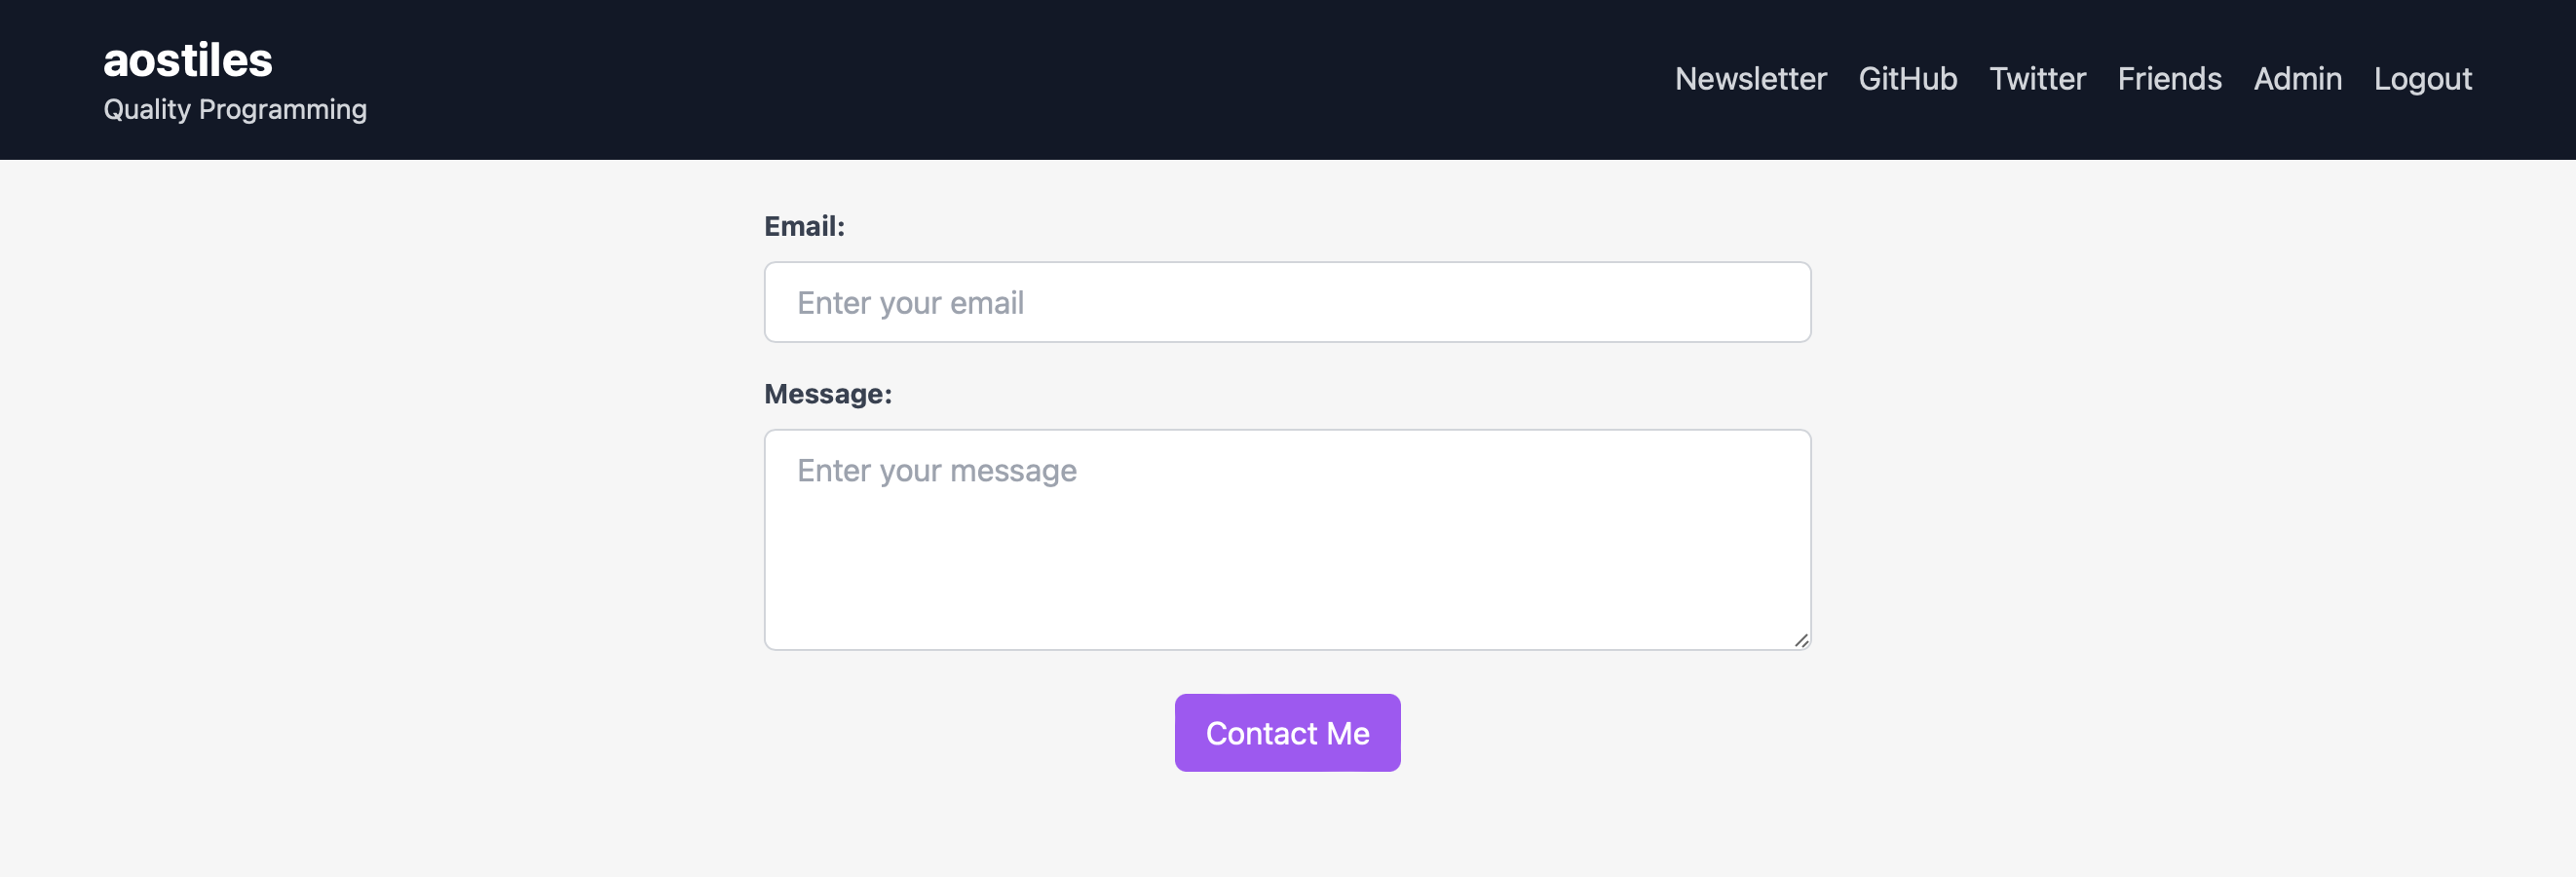 aostiles
Quality Programming
Newsletter GitHub Twitter Friends Admin Logout
Email:
Enter your email
Message:
Enter your message
Contact Me